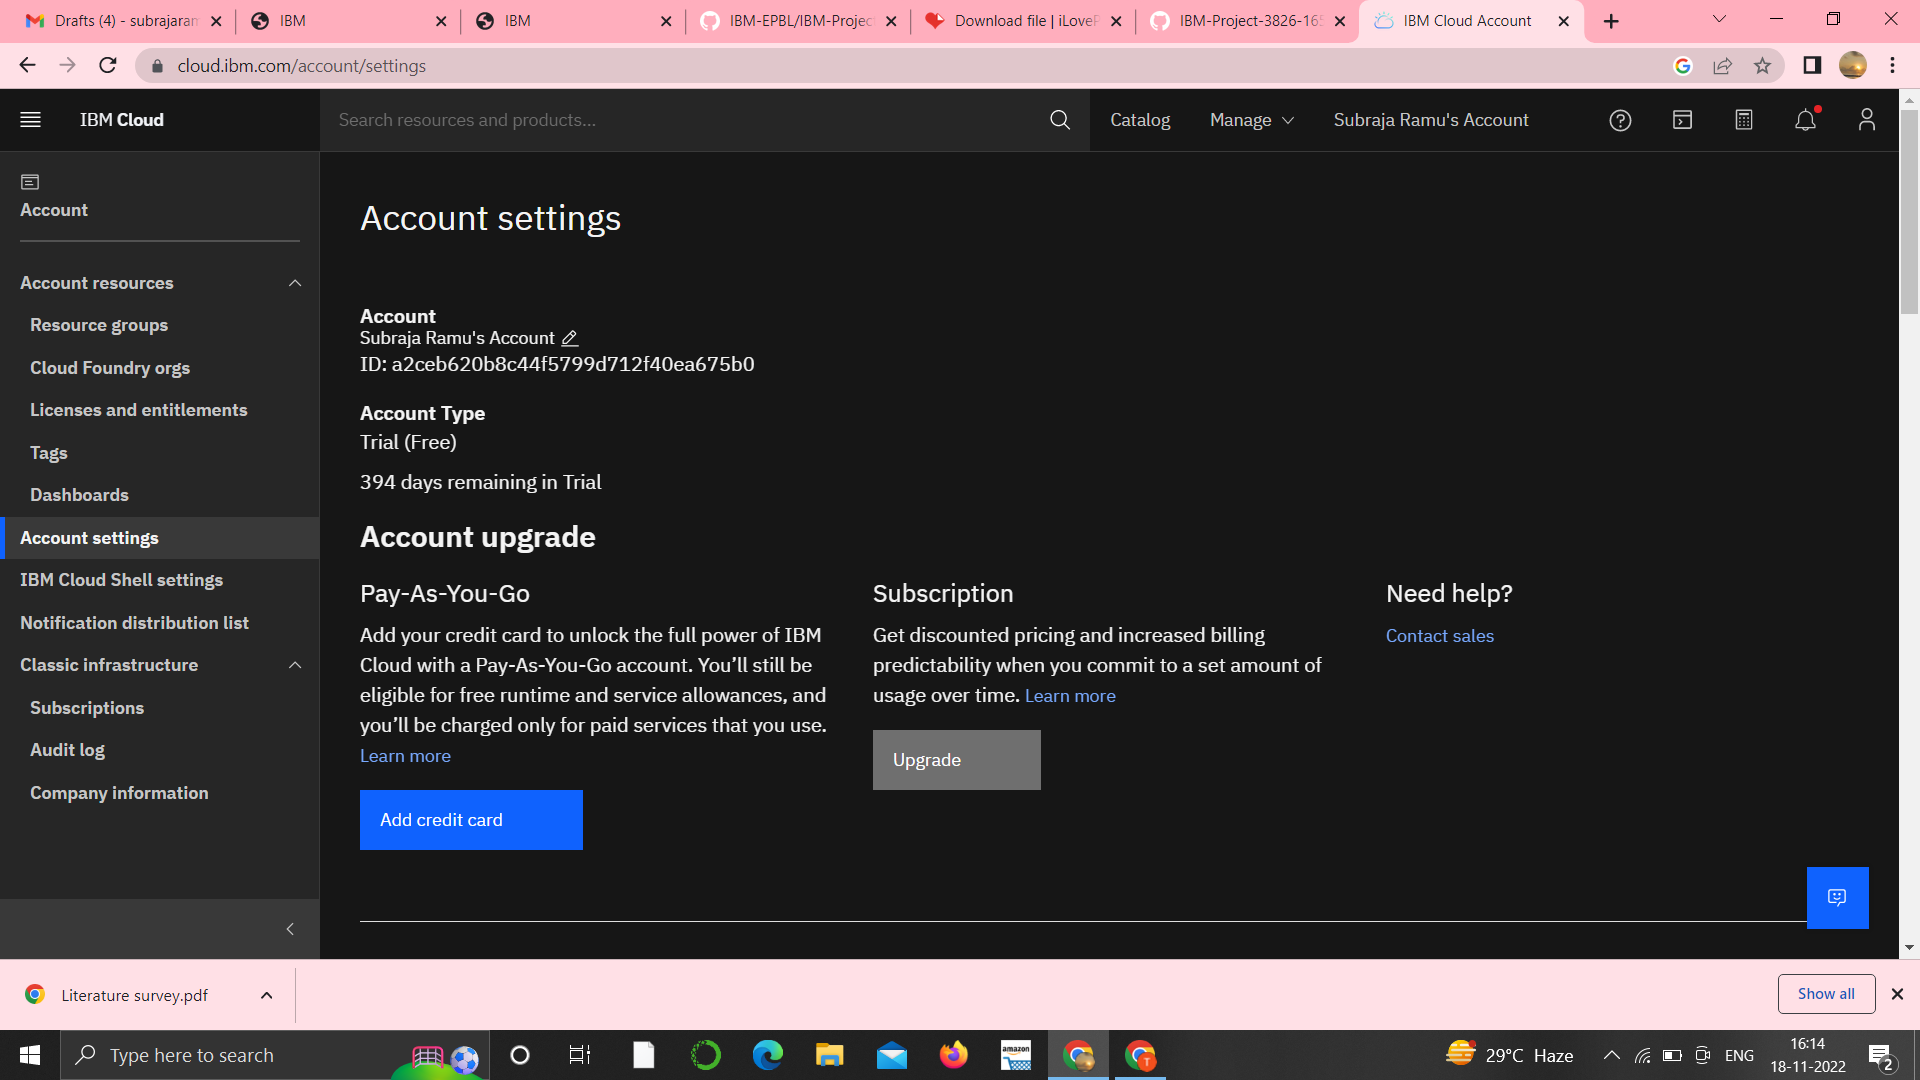 Drafts (4) - subrajaram
IBM
IBM
IBM-EPBL/IBM-Project
Download file | iLoveP
IBM-Project-3826-165
IBM Cloud Account
cloud.ibm.com/account/settings
IBM Cloud
Search resources and products...
Catalog
Manage
Subraja Ramu's Account
Account
Account resources
Resource groups
Cloud Foundry orgs
Licenses and entitlements
Tags
Dashboards
Account settings
IBM Cloud Shell settings
Notification distribution list
Classic infrastructure
Subscriptions
Audit log
Company information
Account settings
Account
Subraja Ramu's Account
ID: a2ceb620b8c44f5799d712f40ea675b0
Account Type
Trial (Free)
394 days remaining in Trial
Account upgrade
Pay-As-You-Go
Add your credit card to unlock the full power of IBM
Cloud with a Pay-As-You-Go account. You’ll still be
eligible for free runtime and service allowances, and
you’ll be charged only for paid services that you use.
Learn more
Add credit card
Subscription
Get discounted pricing and increased billing
predictability when you commit to a set amount of
usage over time. Learn more
Upgrade
Need help?
Contact sales
Literature survey.pdf
Show all
Type here to search
amazon
T
29°C Haze
ENG
16:14
18-11-2022
2